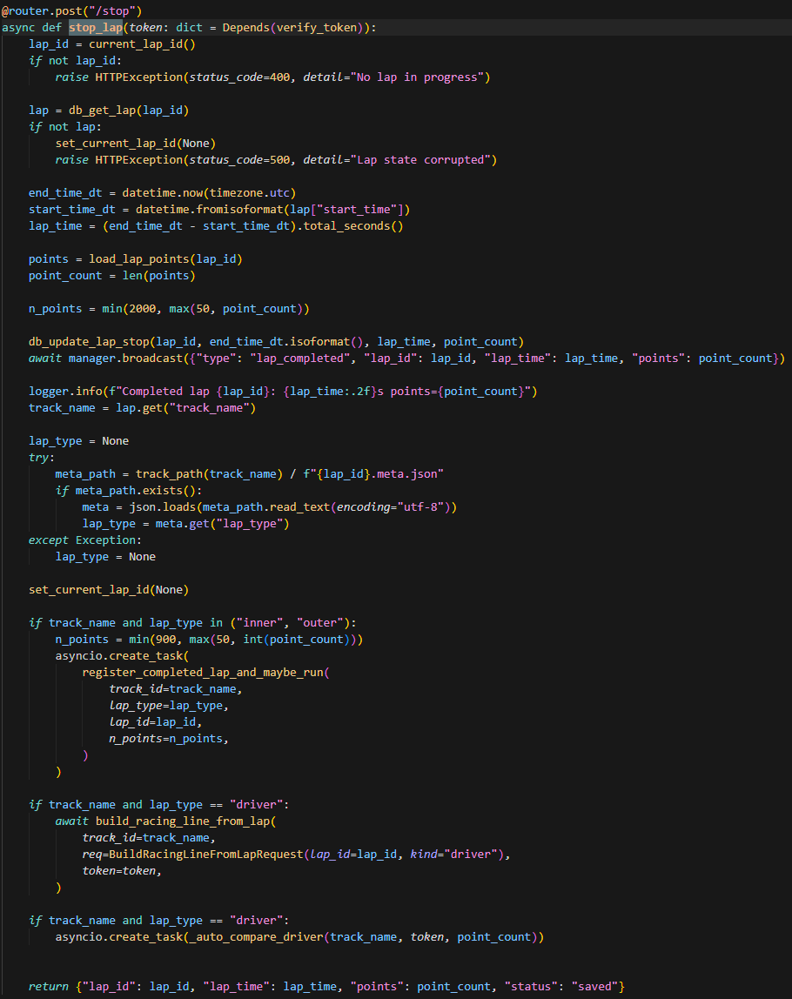 @router.post("/stop")
async def stop_lap(token: dict = Depends(verify_token)):
    lap_id = current_lap_id()
    if not lap_id:
        raise HTTPException(status_code=400, detail="No lap in progress")

    lap = db_get_lap(lap_id)
    if not lap:
        set_current_lap_id(None)
        raise HTTPException(status_code=500, detail="Lap state corrupted")

    end_time_dt = datetime.now(timezone.utc)
    start_time_dt = datetime.fromisoformat(lap["start_time"])
    lap_time = (end_time_dt - start_time_dt).total_seconds()

    points = load_lap_points(lap_id)
    point_count = len(points)

    n_points = min(2000, max(50, point_count))

    db_update_lap_stop(lap_id, end_time_dt.isoformat(), lap_time, point_count)
    await manager.broadcast({"type": "lap_completed", "lap_id": lap_id, "lap_time": lap_time, "points": point_count})

    logger.info(f"Completed lap {lap_id}: {lap_time:.2f}s points={point_count}")
    track_name = lap.get("track_name")

    lap_type = None
    try:
        meta_path = track_path(track_name) / f"{lap_id}.meta.json"
        if meta_path.exists():
            meta = json.loads(meta_path.read_text(encoding="utf-8"))
            lap_type = meta.get("lap_type")
    except Exception:
        lap_type = None

    set_current_lap_id(None)

    if track_name and lap_type in ("inner", "outer"):
        n_points = min(900, max(50, int(point_count)))
        asyncio.create_task(
            register_completed_lap_and_maybe_run(
                track_id=track_name,
                lap_type=lap_type,
                lap_id=lap_id,
                n_points=n_points,
            )
        )

    if track_name and lap_type == "driver":
        await build_racing_line_from_lap(
            track_id=track_name,
            req=BuildRacingLineFromLapRequest(lap_id=lap_id, kind="driver"),
            token=token,
        )

    if track_name and lap_type == "driver":
        asyncio.create_task(_auto_compare_driver(track_name, token, point_count))


    return {"lap_id": lap_id, "lap_time": lap_time, "points": point_count, "status": "saved"}